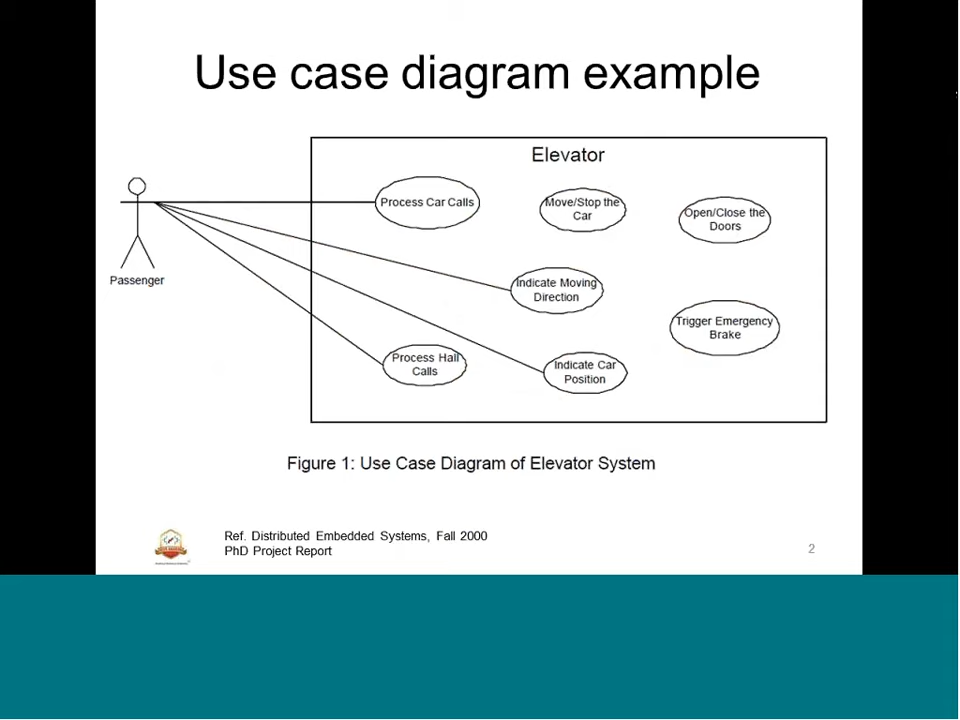 Use case diagram example
Elevator
Process Car Calls
Move/Stop the
Car
Open/Close the
Doors
Passenger
Indicate Moving
Direction
Trigger Emergency
Brake
Process Hall
Calls
Indicate Car
Position
Figure 1: Use Case Diagram of Elevator System
Ref. Distributed Embedded Systems, Fall 2000
PhD Project Report
2